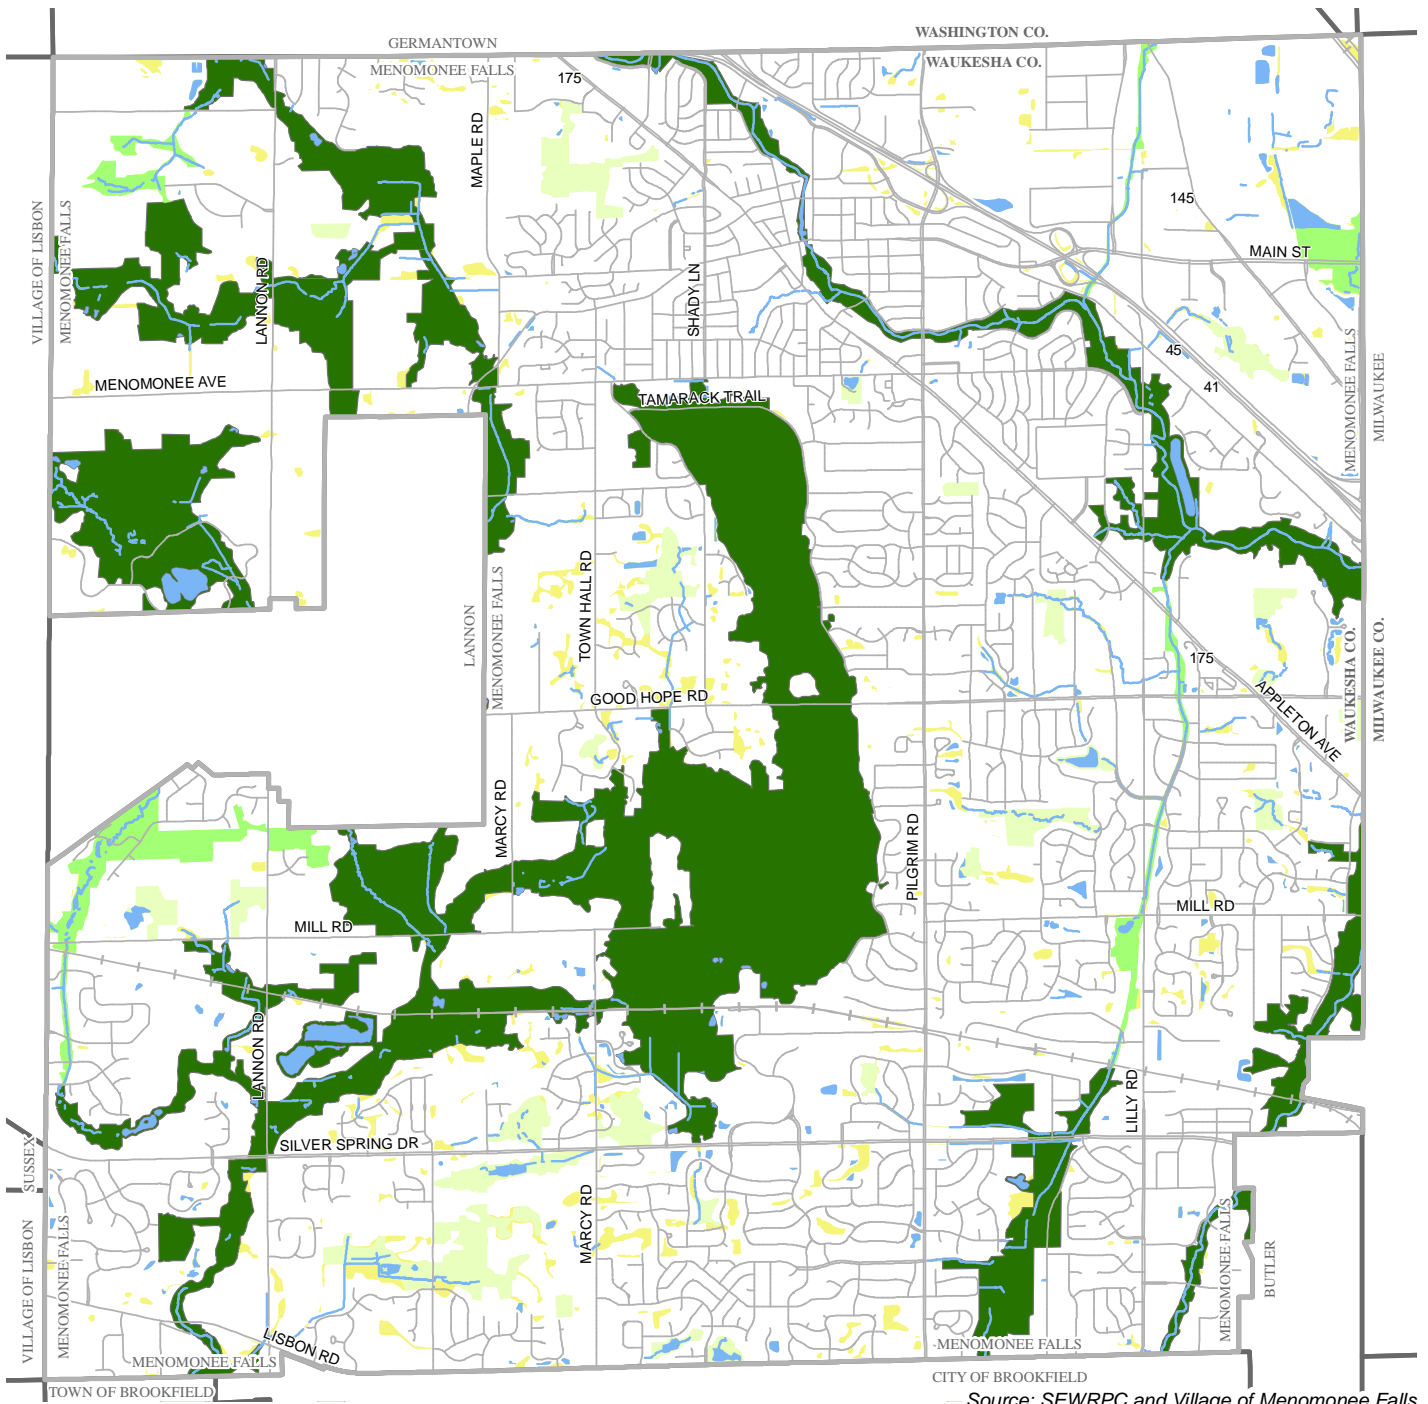 WASHINGTON CO.
GERMANTOWN
WAUKESHA CO.
MENOMONEE FALLS
175
MAPLE RD
145
VILLAGE OF LISBON
MENOMONEE FALLS
MAIN ST
LANNON RD
SHADY LN
MENOMONEE FALLS
MILWAUKEE
45
41
MENOMONEE AVE
TAMARACK TRAIL
TOWN HALL RD
LANNON
MENOMONEE FALLS
175
WAUKESHA CO.
MILWAUKEE CO.
GOOD HOPE RD
APPLETON AVE
MARCY RD
PILGRIM RD
MILL RD
MILL RD
LANNON RD
LILLY RD
SILVER SPRING DR
SUSSEX
MARCY RD
VILLAGE OF LISBON
MENOMONEE FALLS
MENOMONEE FALLS
BUTLER
LISBON RD
MENOMONEE FALLS
MENOMONEE FALLS
TOWN OF BROOKFIELD
CITY OF BROOKFIELD
Source: SEWRPC and Village of Menomonee Falls